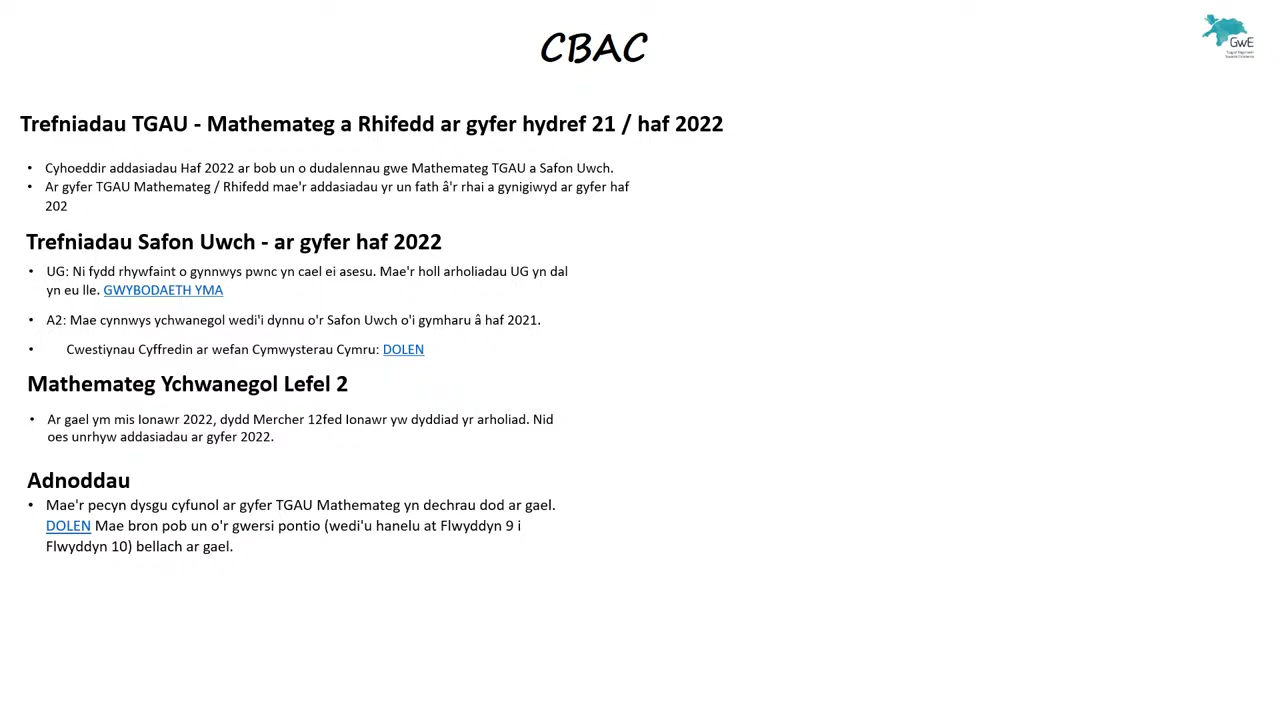 CBAC
GwE
Trefniadau TGAU - Mathemateg a Rhifedd ar gyfer hydref 21 / haf 2022
• Cyhoeddir addasiadau Haf 2022 ar bob un o dudalennau gwe Mathemateg TGAU a Safon Uwch.
• Ar gyfer TGAU Mathemateg / Rhifedd mae'r addasiadau yr un fath â'r rhai a gynigiwyd ar gyfer haf
202
Trefniadau Safon Uwch - ar gyfer haf 2022
• UG: Ni fydd rhywfaint o gynnwys pwnc yn cael ei asesu. Mae'r holl arholiadau UG yn dal
yn eu lle. GWYBODAETH YMA
• A2: Mae cynnwys ychwanegol wedi'i dynnu o'r Safon Uwch o'i gymharu â haf 2021.
• Cwestiynau Cyffredin ar wefan Cymwysterau Cymru: DOLEN
Mathemateg Ychwanegol Lefel 2
• Ar gael ym mis Ionawr 2022, dydd Mercher 12fed Ionawr yw dyddiad yr arholiad. Nid
oes unrhyw addasiadau ar gyfer 2022.
Adnoddau
• Mae'r pecyn dysgu cyfunol ar gyfer TGAU Mathemateg yn dechrau dod ar gael.
DOLEN Mae bron pob un o'r gwersi pontio (wedi'u hanelu at Flwyddyn 9 i
Flwyddyn 10) bellach ar gael.